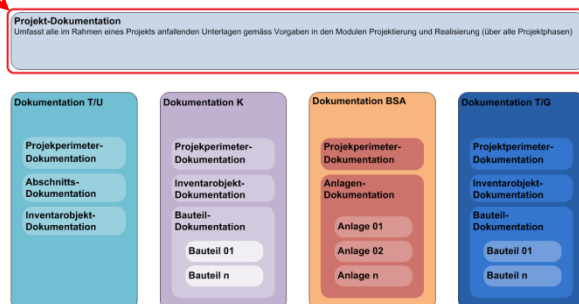 Projekt-Dokumentation
Umfasst alle im Rahmen eines Projekts anfallenden Unterlagen gemäss Vorgaben in den Modulen Projektierung und Realisierung (über alle Projektphasen)
Dokumentation T/U
Projekperimeter-
Dokumentation
Abschnitts-
Dokumentation
Inventarobjekt-
Dokumentation
Dokumentation K
Projekperimeter-
Dokumentation
Inventarobjekt-
Dokumentation
Bauteil-
Dokumentation
Bauteil 01
Bauteil n
Dokumentation BSA
Projekperimeter-
Dokumentation
Anlagen-
Dokumentation
Anlage 01
Anlage 02
Anlage n
Dokumentation T/G
Projektperimeter-
Dokumentation
Inventarobjekt-
Dokumentation
Bauteil-
Dokumentation
Bauteil 01
Bauteil n